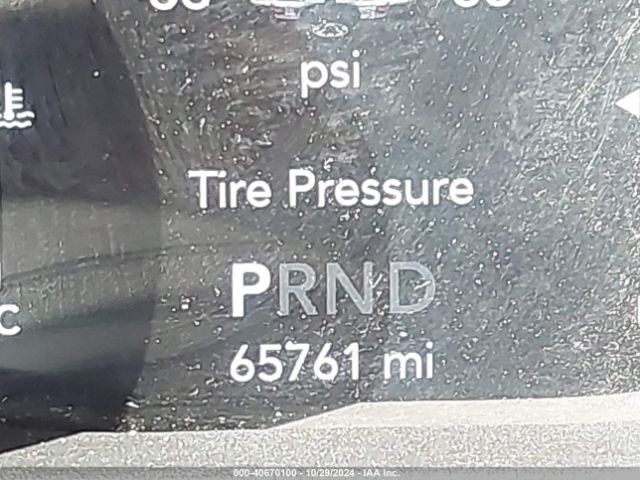 psi
Tire Pressure
PRND
C
65761 mi
000-40670100 - 10/29/2024 - IAA Inc.